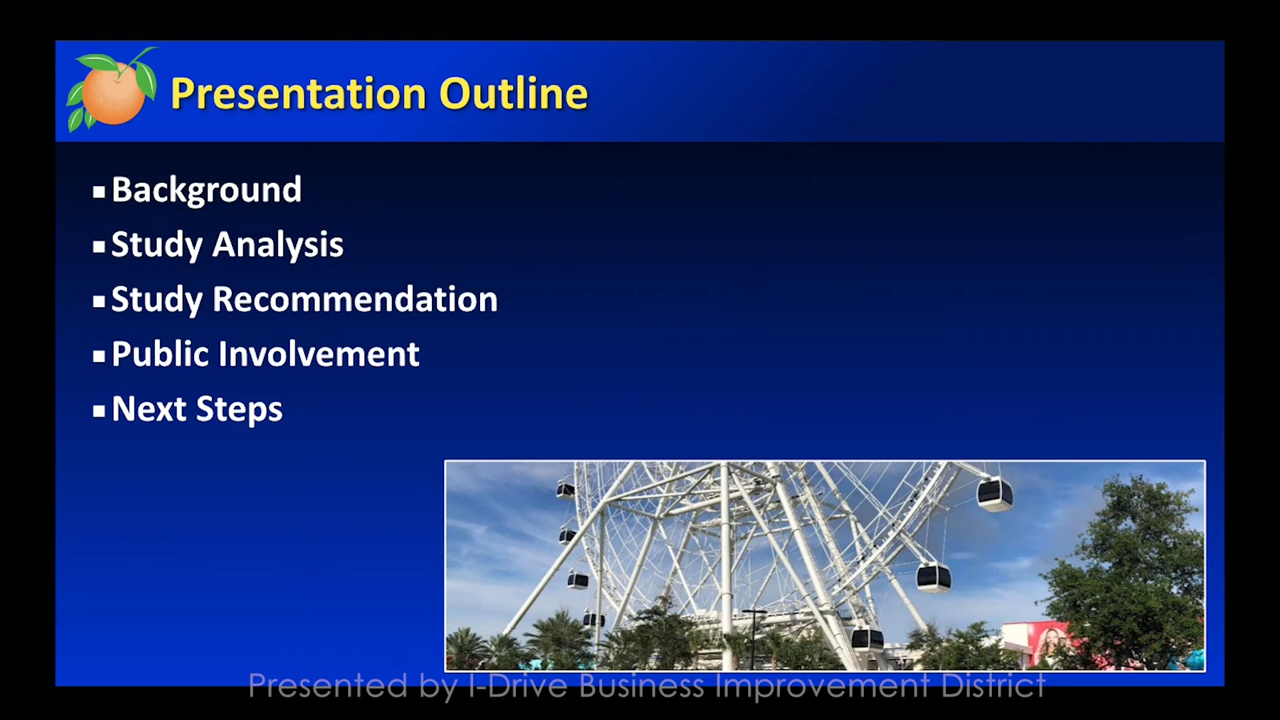 Presentation Outline
Background
Study Analysis
Study Recommendation
Public Involvement
Next Steps
Presented by I-Drive Business Improvement District